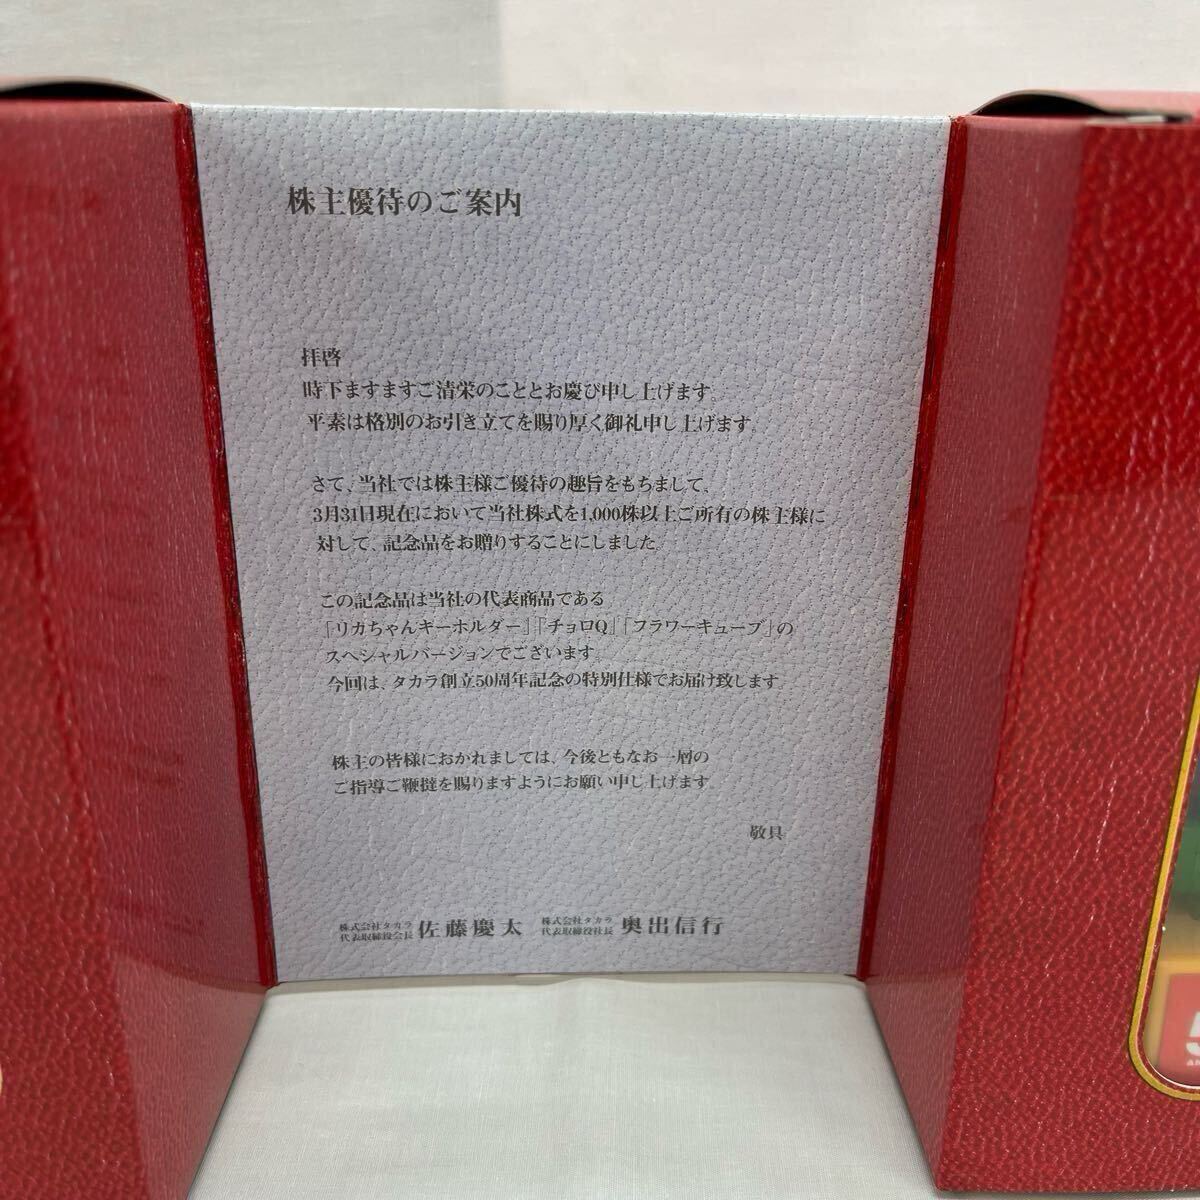 株主優待のご案内
拝啓
時下ますますご清栄のこととお慶び申し上げます。
平素は格別のお引き立てを賜り厚く御礼申し上げます。
さて、当社では株主様ご優待の趣旨をもちまして、
3月31日現在において当社株式を1,000株以上ご所有の株主様に
対して、記念品をお贈りすることにしました。
この記念品は当社の代表商品である
「リカちゃんキーホルダー」「チョロQ」「フラワーキューブ」の
スペシャルバージョンでございます。
今回は、タカラ創立50周年記念の特別仕様でお届け致します。
株主の皆様におかれましては、今後ともなお一層の
ご指導ご鞭撻を賜りますようにお願い申し上げます。
敬具
株式会社タカラ
代表取締役会長 佐藤慶太
株式会社タカラ
代表取締役社長 奥出信行
5